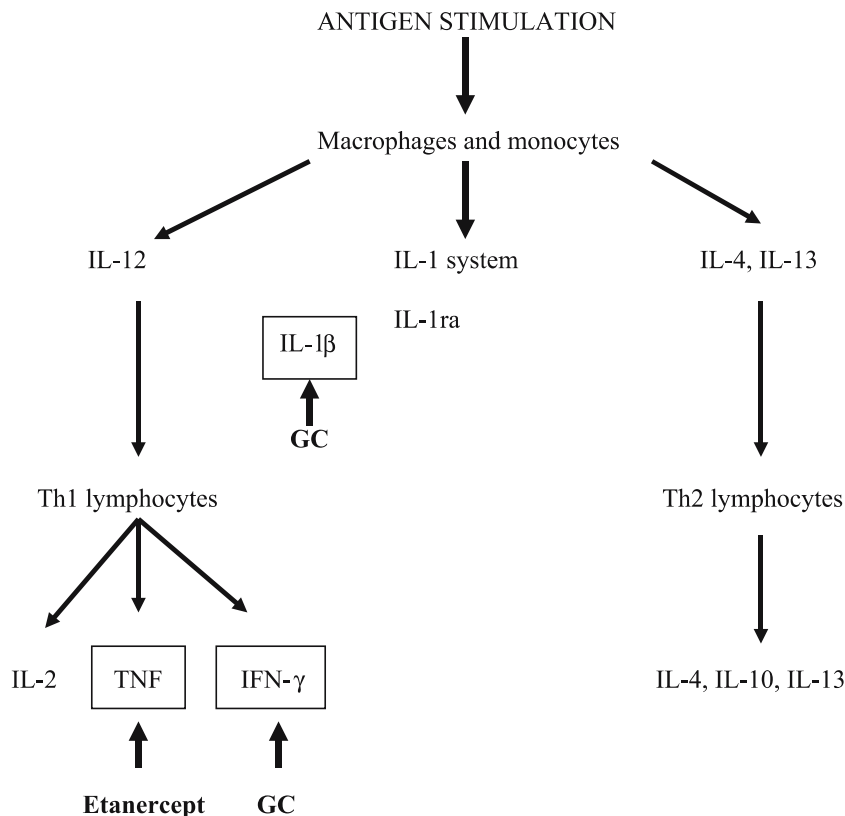 ANTIGEN STIMULATION
Macrophages and monocytes
IL-12
IL-1 system
IL-4, IL-13
IL-1ra
IL-1β
GC
Th1 lymphocytes
Th2 lymphocytes
IL-2
TNF
IFN-γ
IL-4, IL-10, IL-13
Etanercept
GC